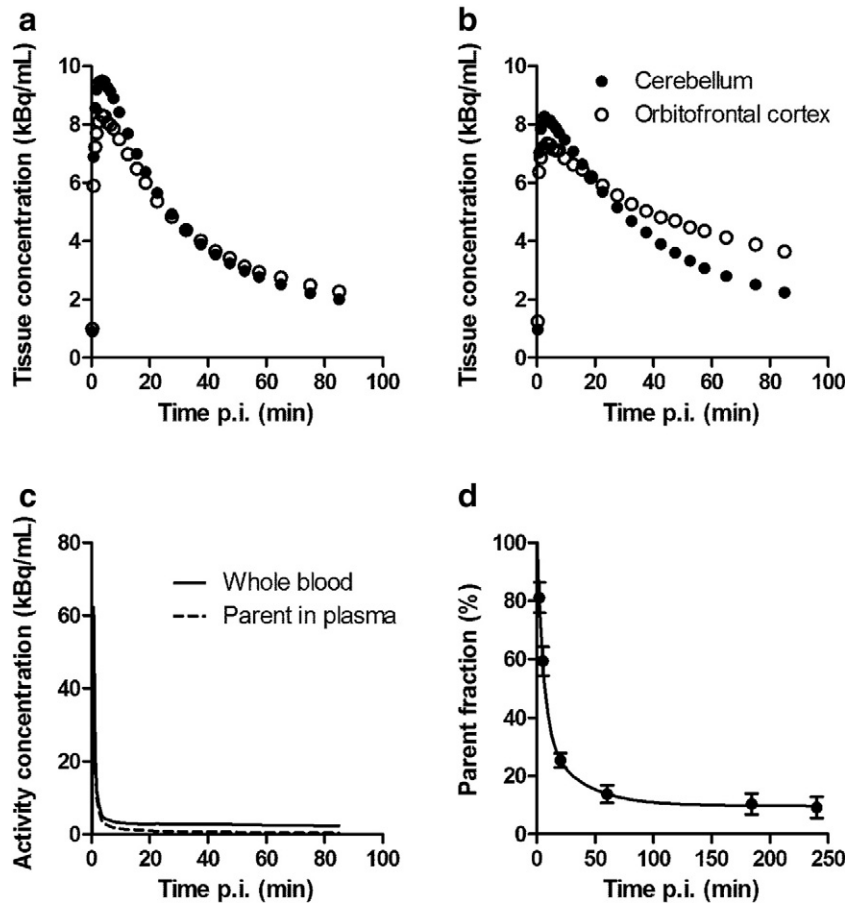 a
Tissue concentration (kBq/mL)
10
8
6
4
2
0
0 20 40 60 80 100
Time p.i. (min)
b
Tissue concentration (kBq/mL)
10
8
6
4
2
0
Cerebellum
Orbitofrontal cortex
0 20 40 60 80 100
Time p.i. (min)
c
Activity concentration (kBq/mL)
80
60
40
20
0
Whole blood
Parent in plasma
0 20 40 60 80 100
Time p.i. (min)
d
Parent fraction (%)
100
80
60
40
20
0
0 50 100 150 200 250
Time p.i. (min)